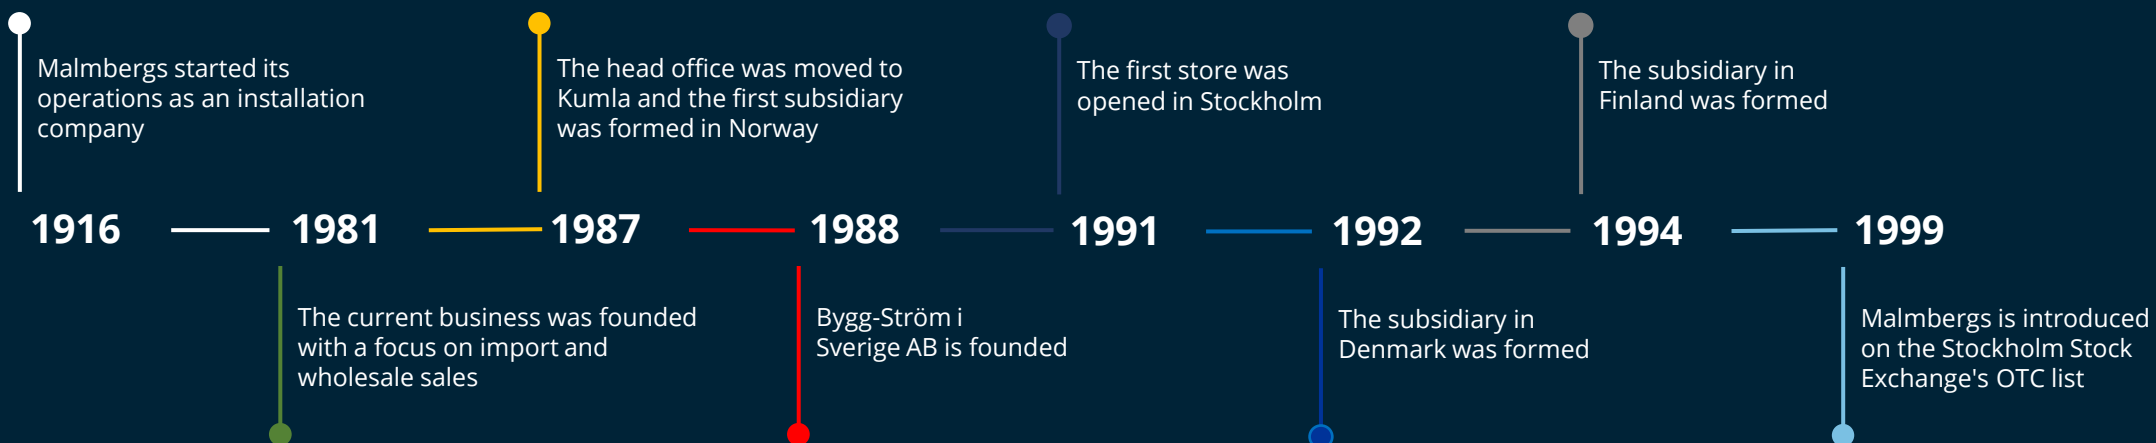 Malmbergs started its
operations as an installation
company
The head office was moved to
Kumla and the first subsidiary
was formed in Norway
The first store was
opened in Stockholm
The subsidiary in
Finland was formed
1916
1981
1987
1988
1991
1992
1994
1999
The current business was founded
with a focus on import and
wholesale sales
Bygg-Ström i
Sverige AB is founded
The subsidiary in
Denmark was formed
Malmbergs is introduced
on the Stockholm Stock
Exchange's OTC list